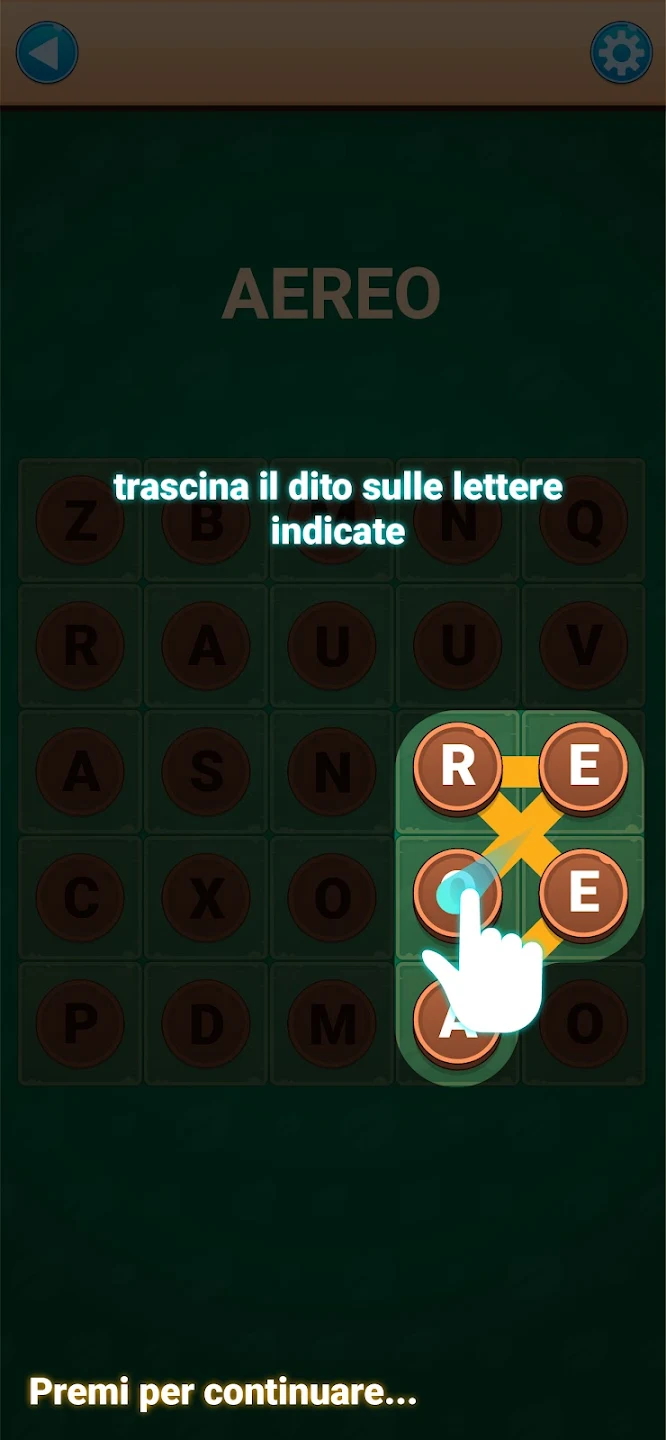 AEREO
trascina il dito sulle lettere
indicate
Z B N Q
R A U U V
A S N R E
C X O E
P D M A O
Premi per continuare...